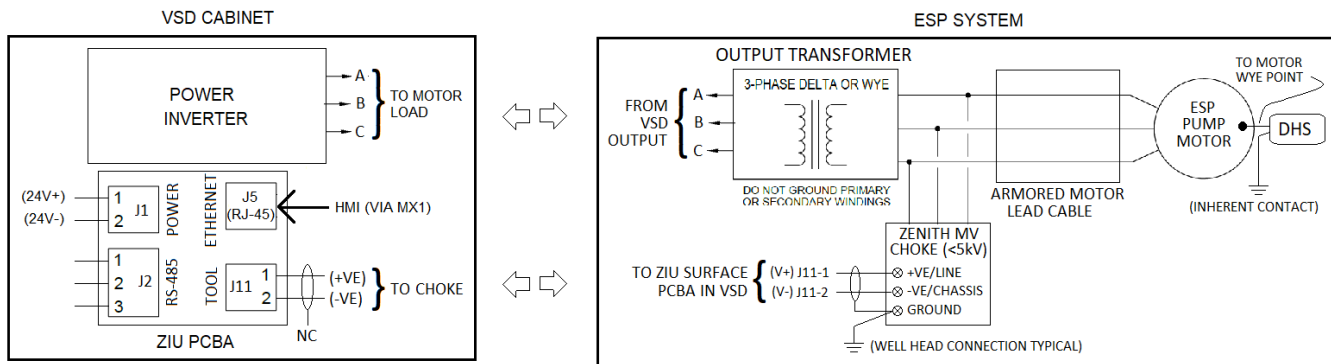 VSD CABINET
POWER
INVERTER
A
B
C
TO MOTOR
LOAD
(24V+)
(24V-)
1
2
J1
POWER
ETHERNET
J5
(RJ-45)
HMI (VIA MX1)
1
2
3
J2
RS-485
TOOL
J11
1
2
(+VE)
(-VE)
TO CHOKE
NC
ZIU PCBA
ESP SYSTEM
OUTPUT TRANSFORMER
3-PHASE DELTA OR WYE
FROM
VSD
OUTPUT
A
B
C
DO NOT GROUND PRIMARY
OR SECONDARY WINDINGS
ARMORED MOTOR
LEAD CABLE
ESP
PUMP
MOTOR
TO MOTOR
WYE POINT
DHS
(INHERENT CONTACT)
ZENITH MV
CHOKE (<5kV)
TO ZIU SURFACE
PCBA IN VSD
(V+) J11-1
(V-) J11-2
+VE/LINE
-VE/CHASSIS
GROUND
(WELL HEAD CONNECTION TYPICAL)